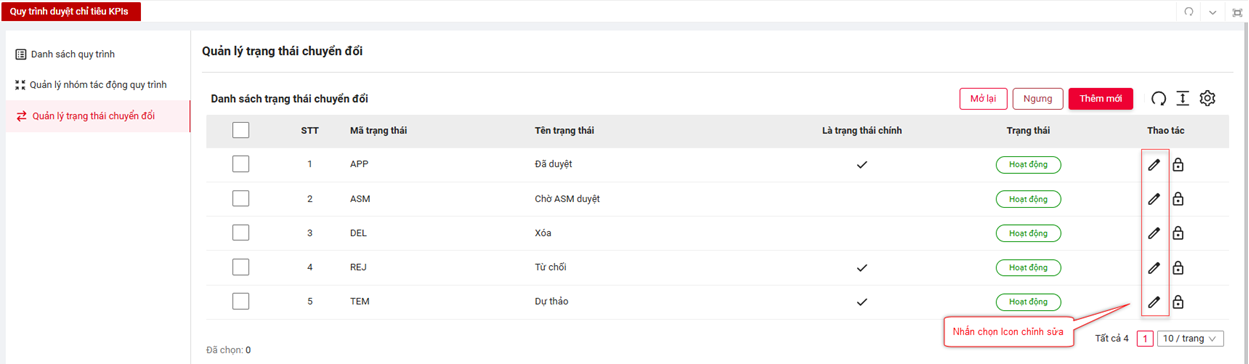 Quy trình duyệt chỉ tiêu KPIs
Danh sách quy trình
Quản lý nhóm tác động quy trình
Quản lý trạng thái chuyển đổi
Quản lý trạng thái chuyển đổi
Danh sách trạng thái chuyển đổi
Mở lại Ngưng Thêm mới
STT Mã trạng thái Tên trạng thái Là trạng thái chính Trạng thái Thao tác
1 APP Đã duyệt Hoạt động
2 ASM Chờ ASM duyệt Hoạt động
3 DEL Xóa Hoạt động
4 REJ Từ chối Hoạt động
5 TEM Dự thảo Hoạt động
Nhấn chọn Icon chỉnh sửa
Tất cả 4 1 10 / trang
Đã chọn: 0